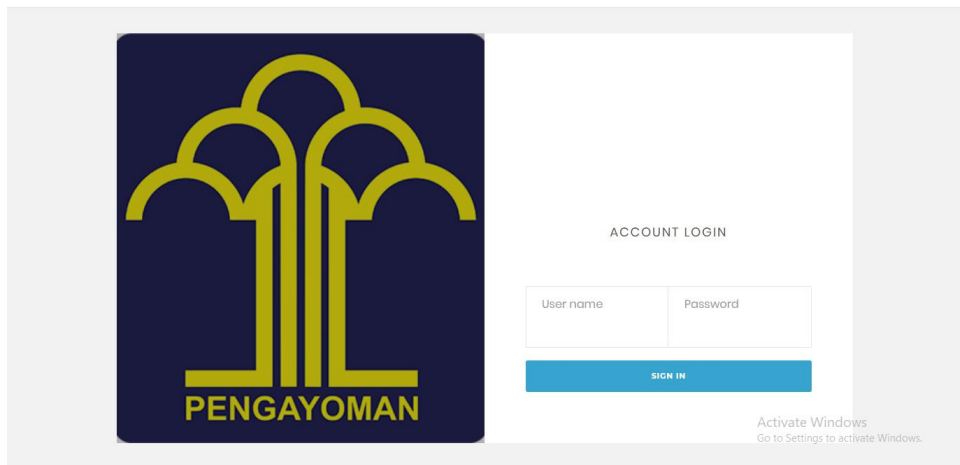 PENGAYOMAN
ACCOUNT LOGIN
User name
Password
SIGN IN
Activate Windows
Go to Settings to activate Windows.